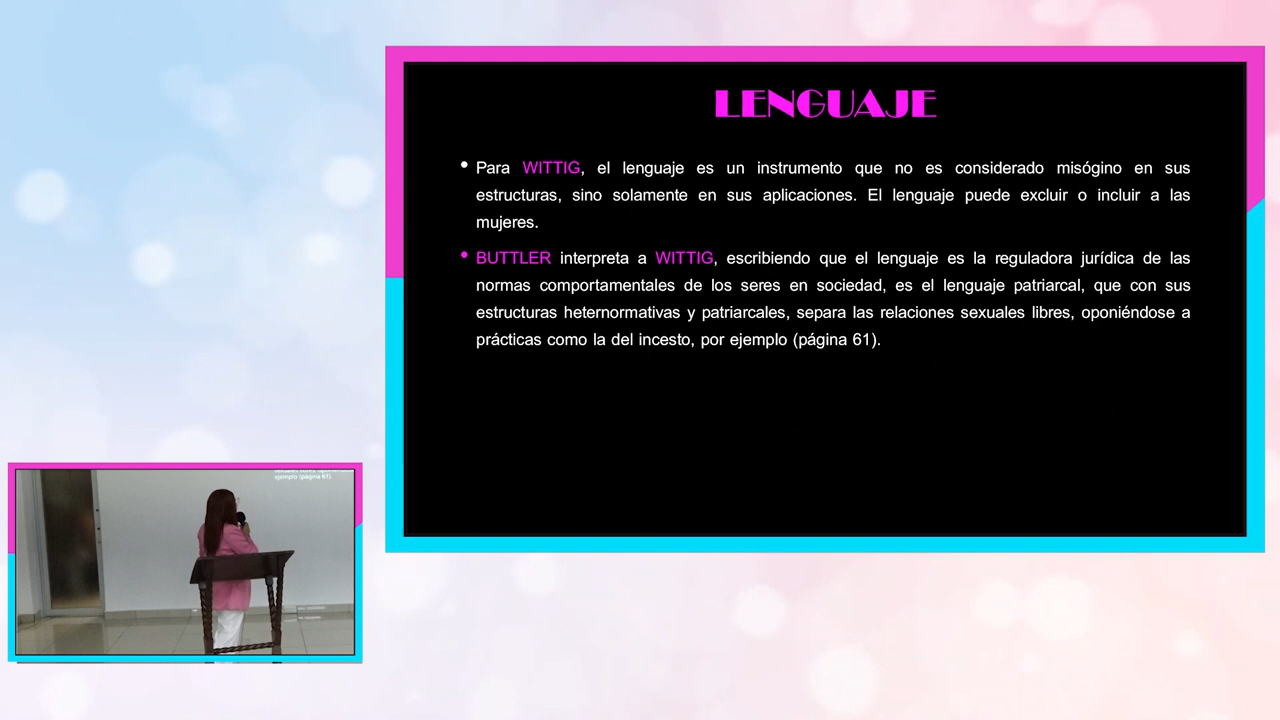 LENGUAJE
• Para WITTIG, el lenguaje es un instrumento que no es considerado misógino en sus
estructuras, sino solamente en sus aplicaciones. El lenguaje puede excluir o incluir a las
mujeres.
• BUTTLER interpreta a WITTIG, escribiendo que el lenguaje es la reguladora jurídica de las
normas comportamentales de los seres en sociedad, es el lenguaje patriarcal, que con sus
estructuras heternormativas y patriarcales, separa las relaciones sexuales libres, oponiéndose a
prácticas como la del incesto, por ejemplo (página 61).
ejemplo (página 61).